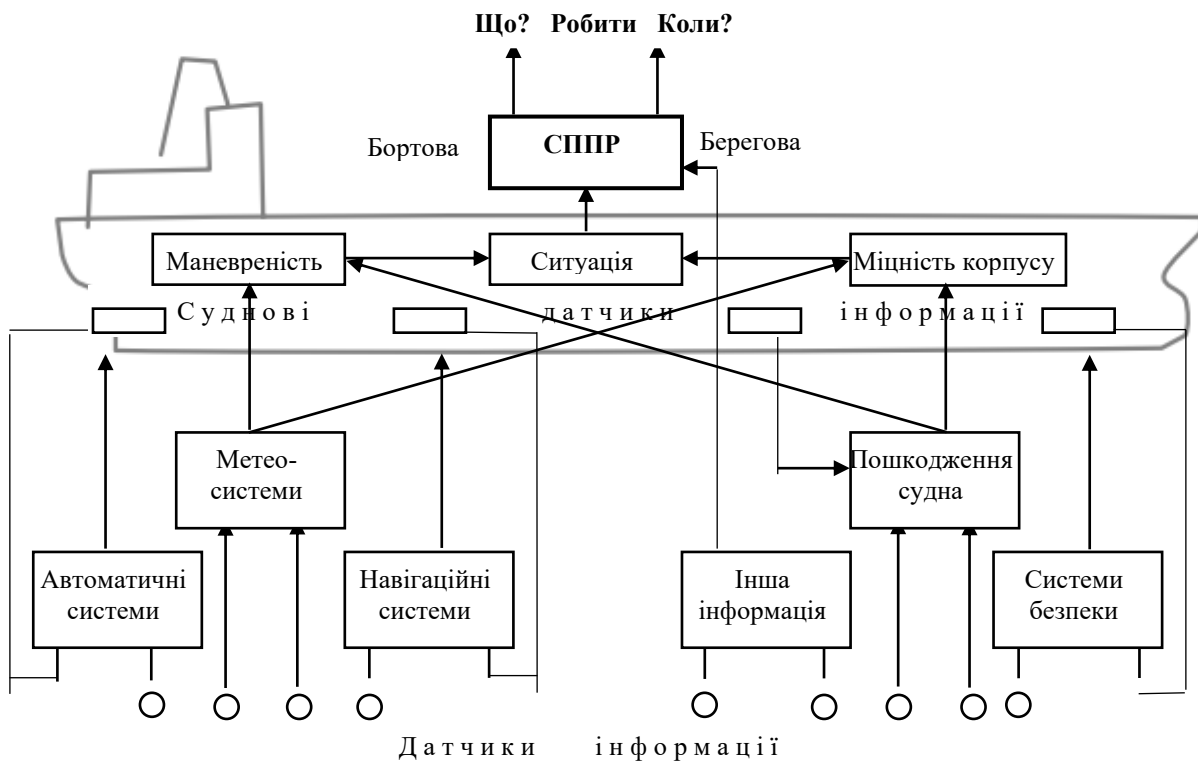 Що? Робити Коли?
Бортова СППР Берегова
Маневреність Ситуація Міцність корпусу
Суднові датчики інформації
Метео-
системи
Пошкодження
судна
Автоматичні
системи
Навігаційні
системи
Інша
інформація
Системи
безпеки
Датчики інформації